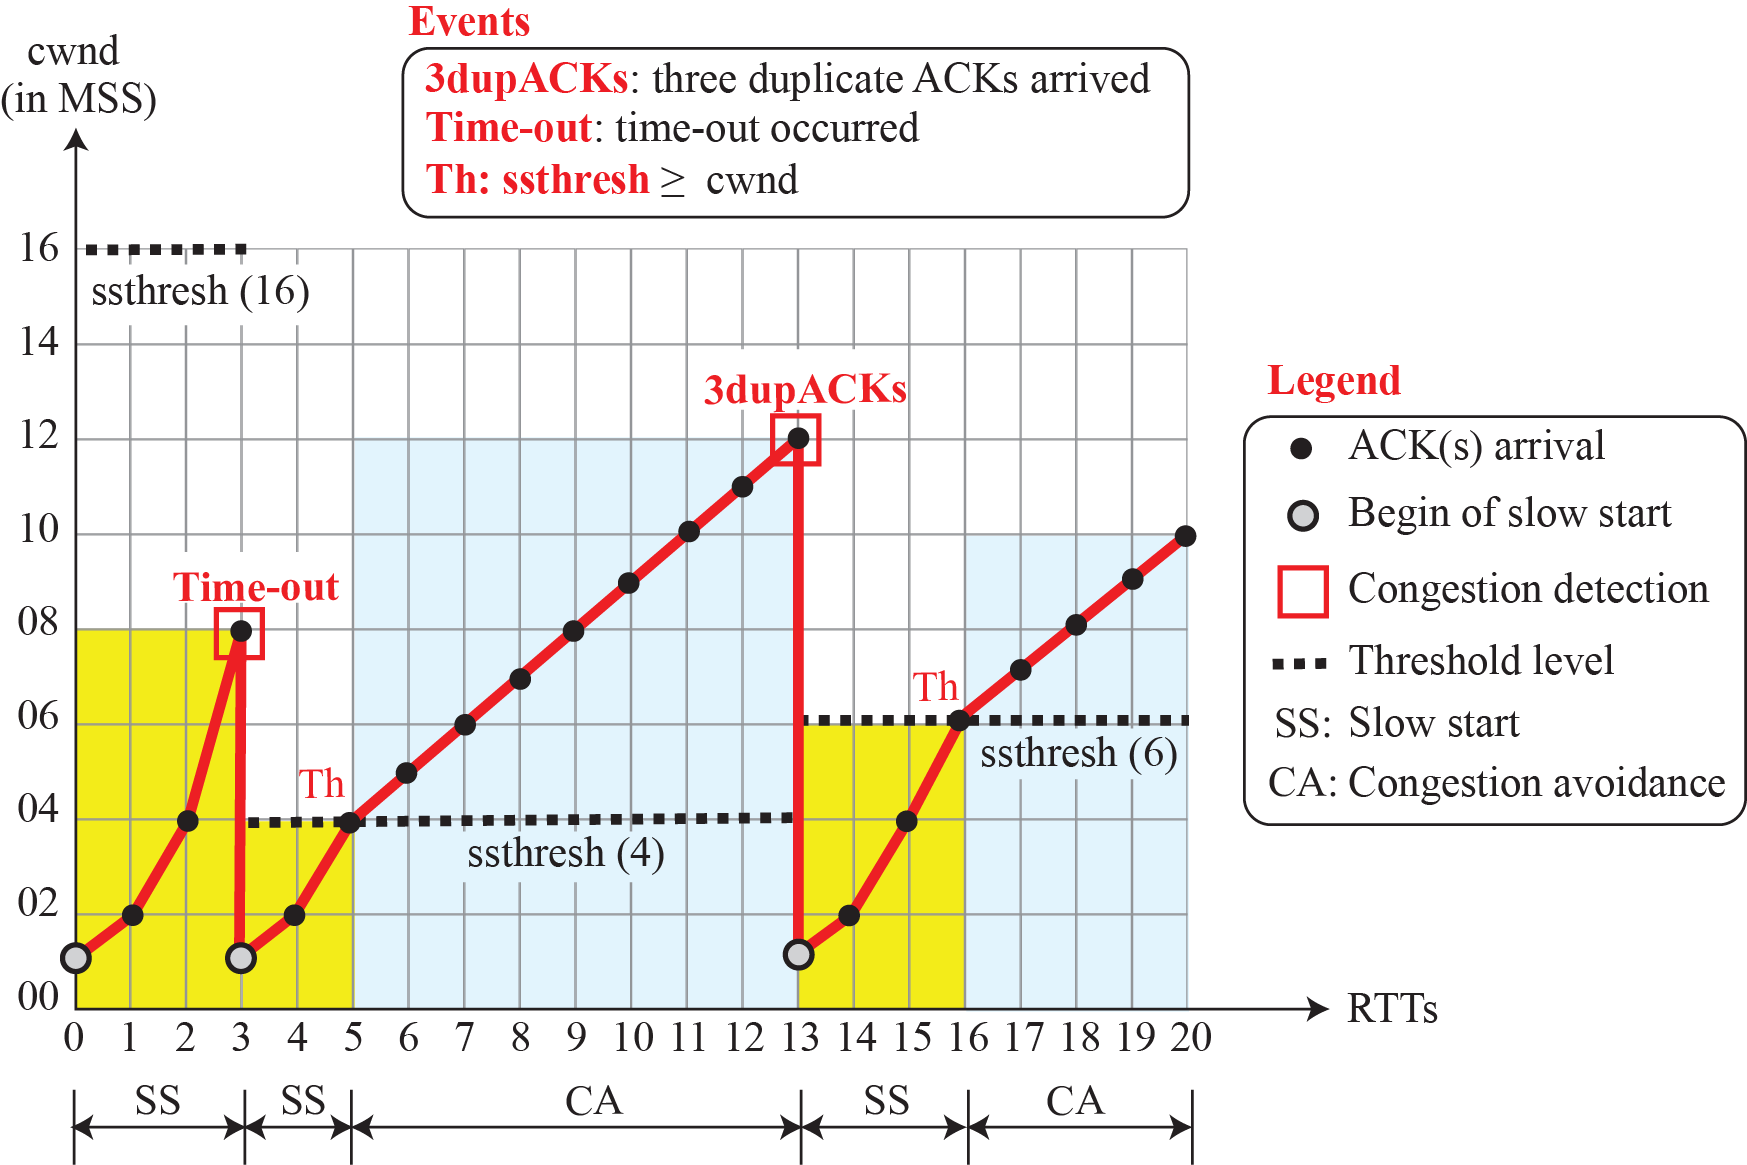 Events
cwnd
(in MSS)
3dupACKs: three duplicate ACKs arrived
Time-out: time-out occurred
Th: ssthresh ≥ cwnd
16
ssthresh (16)
14
3dupACKs
12
10
Time-out
08
Th
06
ssthresh (6)
Th
04
ssthresh (4)
02
00
RTTs
0 1 2 3 4 5 6 7 8 9 10 11 12 13 14 15 16 17 18 19 20
SS SS CA SS CA
Legend
ACK(s) arrival
Begin of slow start
Congestion detection
Threshold level
SS: Slow start
CA: Congestion avoidance